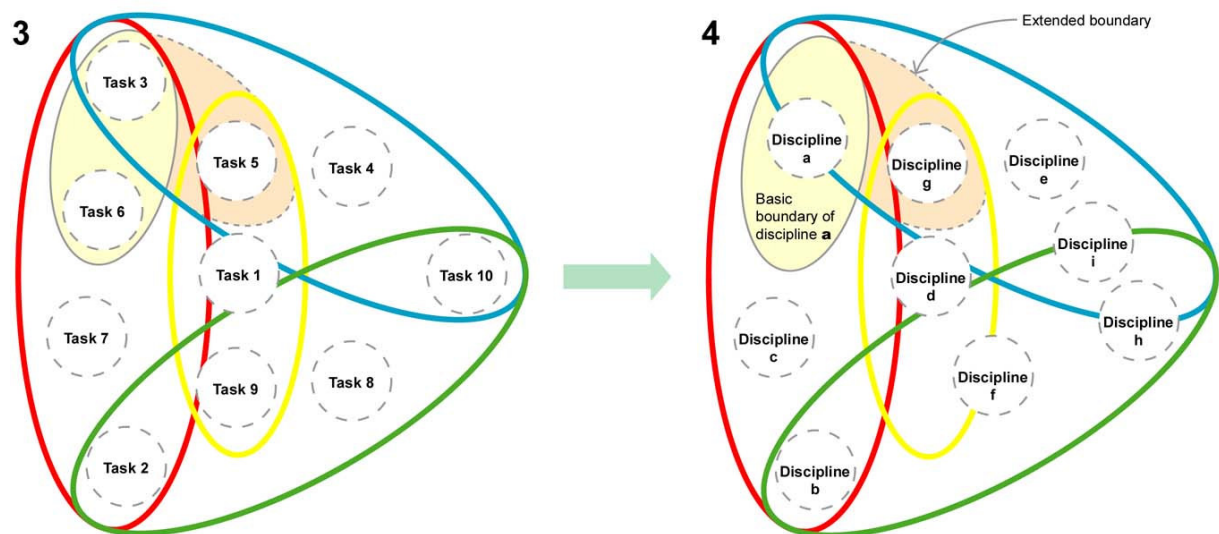 3
Task 3
Task 5
Task 4
Task 6
Task 1
Task 10
Task 7
Task 9
Task 8
Task 2
4
Extended boundary
Discipline
a
Discipline
g
Discipline
e
Basic
boundary of
discipline a
Discipline
i
Discipline
d
Discipline
h
Discipline
c
Discipline
f
Discipline
b